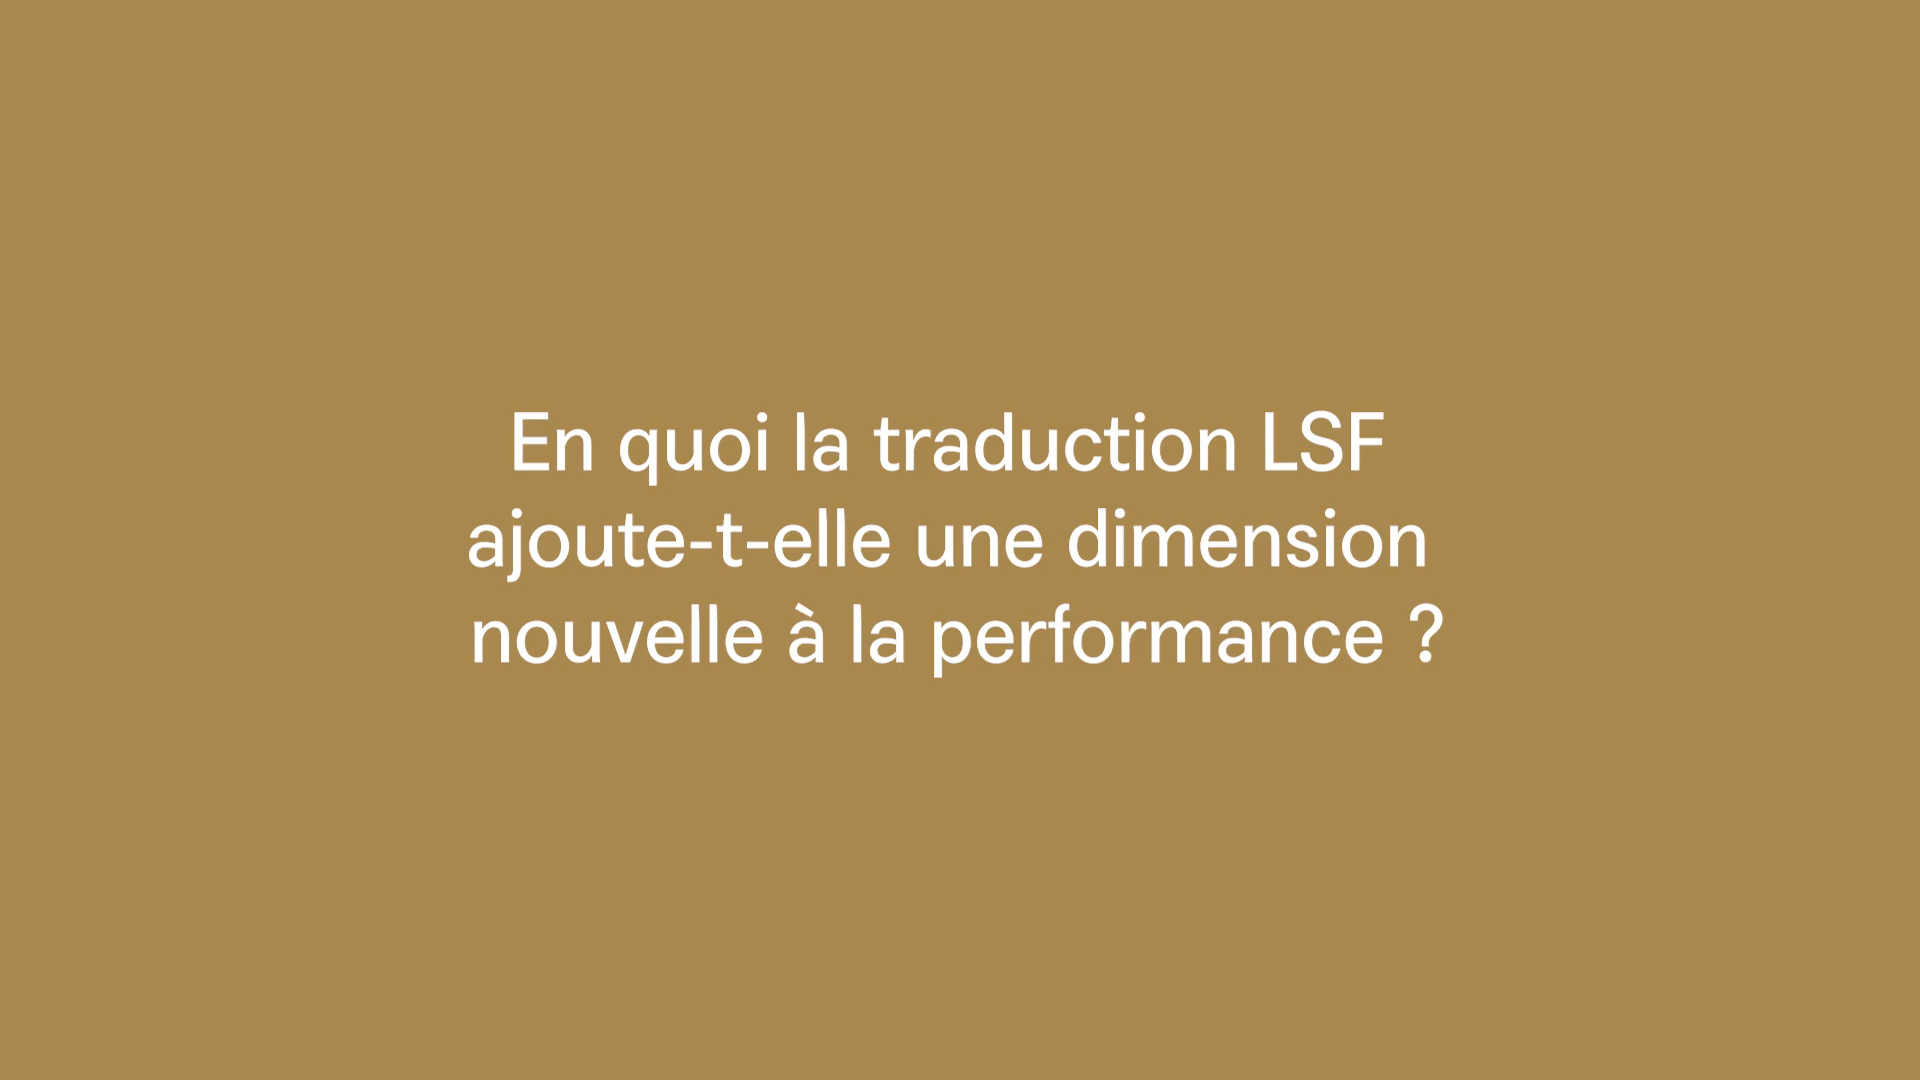 En quoi la traduction LSF
ajoute-t-elle une dimension
nouvelle à la performance ?